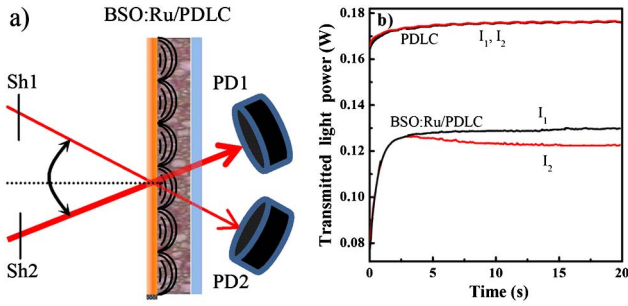 a)
BSO:Ru/PDLC
Sh1
Sh2
PD1
PD2
b)
Transmitted light power (W)
0.18
0.16
0.14
0.12
0.10
0.08
PDLC
I₁, I₂
BSO:Ru/PDLC
I₁
I₂
0
5
10
15
20
Time (s)